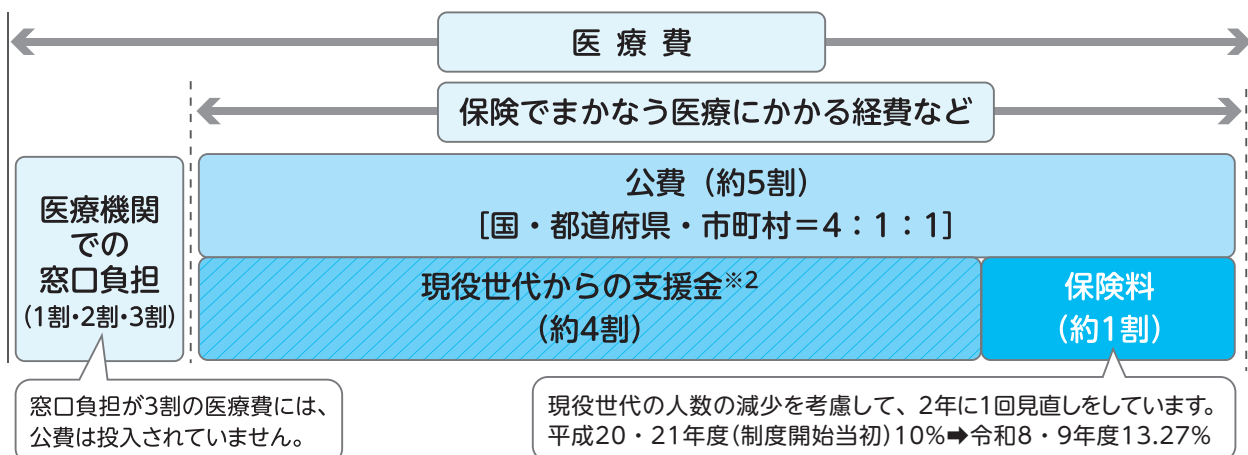 医療費
保険でまかなう医療にかかる経費など
医療機関
での
窓口負担
(1割・2割・3割)
公費（約5割）
［国・都道府県・市町村＝4：1：1］
現役世代からの支援金※2
（約4割）
保険料
（約1割）
窓口負担が3割の医療費には、
公費は投入されていません。
現役世代の人数の減少を考慮して、2年に1回見直しをしています。
平成20・21年度(制度開始当初)10%➡令和8・9年度13.27%